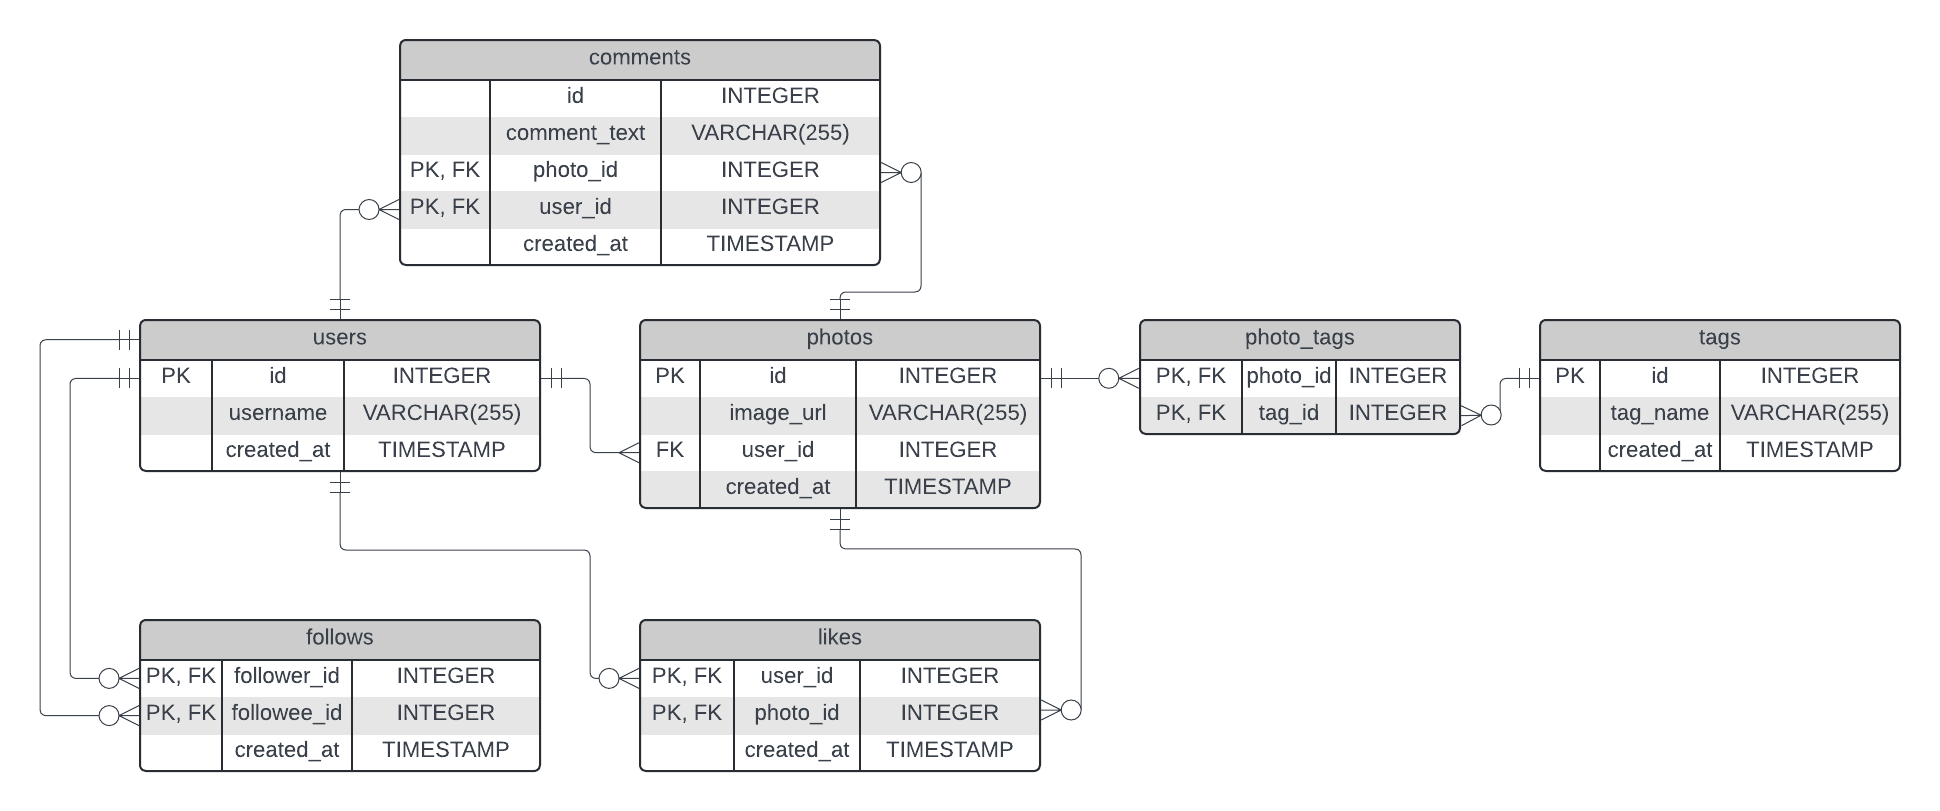 comments
id INTEGER
comment_text VARCHAR(255)
PK, FK photo_id INTEGER
PK, FK user_id INTEGER
created_at TIMESTAMP
users
PK id INTEGER
username VARCHAR(255)
created_at TIMESTAMP
photos
PK id INTEGER
image_url VARCHAR(255)
FK user_id INTEGER
created_at TIMESTAMP
photo_tags
PK, FK photo_id INTEGER
PK, FK tag_id INTEGER
tags
PK id INTEGER
tag_name VARCHAR(255)
created_at TIMESTAMP
follows
PK, FK follower_id INTEGER
PK, FK followee_id INTEGER
created_at TIMESTAMP
likes
PK, FK user_id INTEGER
PK, FK photo_id INTEGER
created_at TIMESTAMP